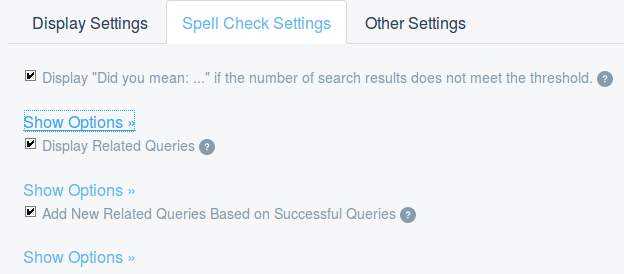 Display Settings Spell Check Settings Other Settings
Display "Did you mean: ..." if the number of search results does not meet the threshold. ?
Show Options »
Display Related Queries ?
Show Options »
Add New Related Queries Based on Successful Queries ?
Show Options »